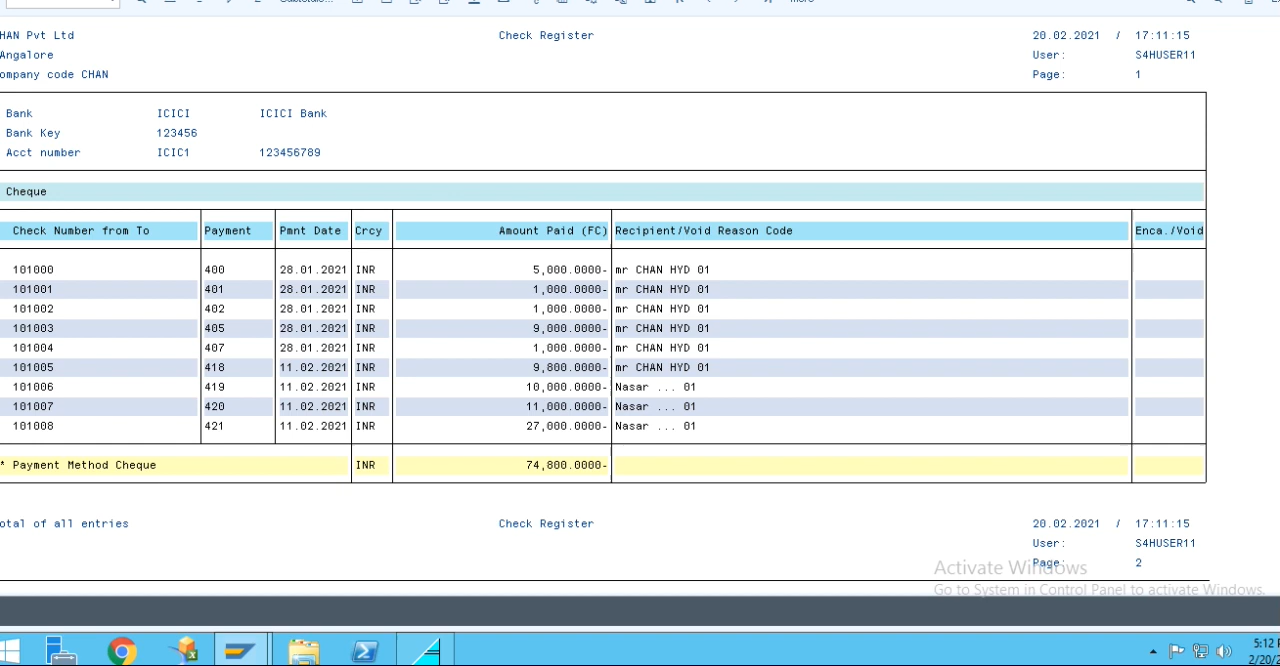 HAN Pvt Ltd Check Register 20.02.2021 / 17:11:15
Angalore User: S4HUSER11
ompany code CHAN Page: 1
Bank ICICI ICICI Bank
Bank Key 123456
Acct number ICIC1 123456789
Cheque
Check Number from To Payment Pmnt Date Crcy Amount Paid (FC) Recipient/Void Reason Code Enca./Void
101000 400 28.01.2021 INR 5,000.0000- mr CHAN HYD 01
101001 401 28.01.2021 INR 1,000.0000- mr CHAN HYD 01
101002 402 28.01.2021 INR 1,000.0000- mr CHAN HYD 01
101003 405 28.01.2021 INR 9,000.0000- mr CHAN HYD 01
101004 407 28.01.2021 INR 1,000.0000- mr CHAN HYD 01
101005 418 11.02.2021 INR 9,800.0000- mr CHAN HYD 01
101006 419 11.02.2021 INR 10,000.0000- Nasar ... 01
101007 420 11.02.2021 INR 11,000.0000- Nasar ... 01
101008 421 11.02.2021 INR 27,000.0000- Nasar ... 01
* Payment Method Cheque INR 74,800.0000-
otal of all entries Check Register 20.02.2021 / 17:11:15
User: S4HUSER11
Page: 2
Activate Windows
Go to System in Control Panel to activate Windows.
5:12
2/20/2